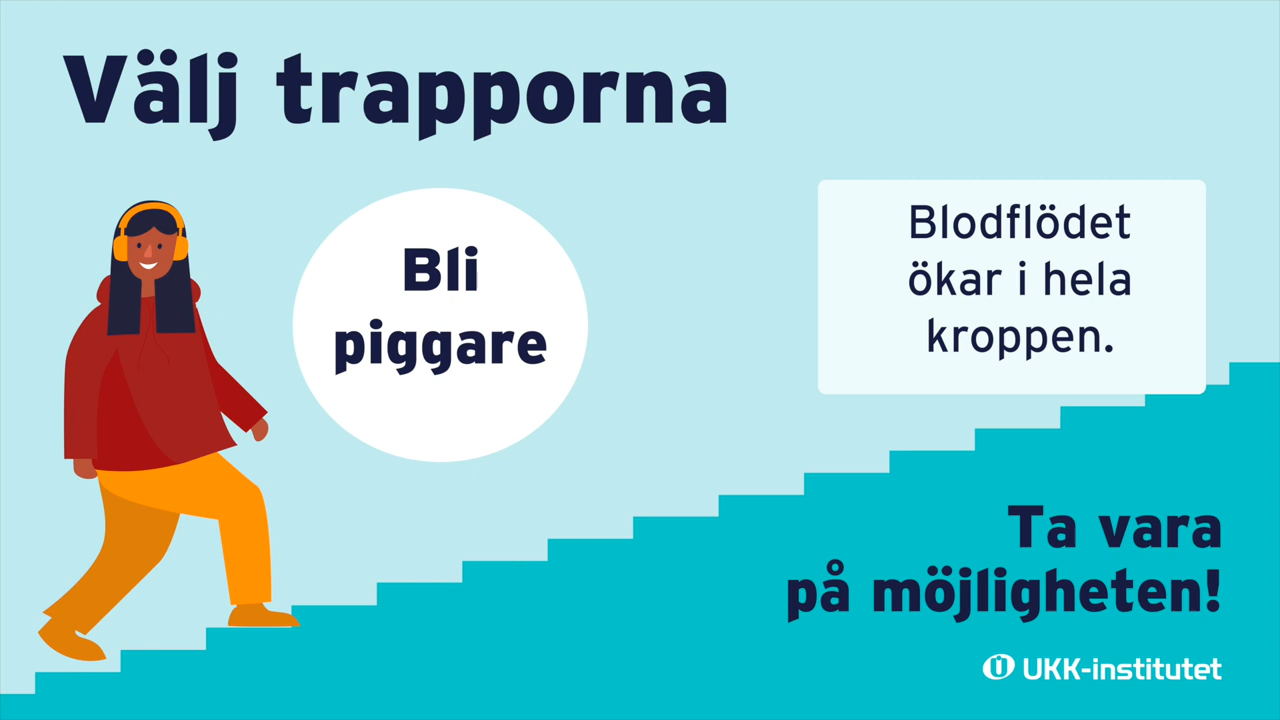 Välj trapporna
Bli
piggare
Blodflödet
ökar i hela
kroppen.
Ta vara
på möjligheten!
UKK-institutet